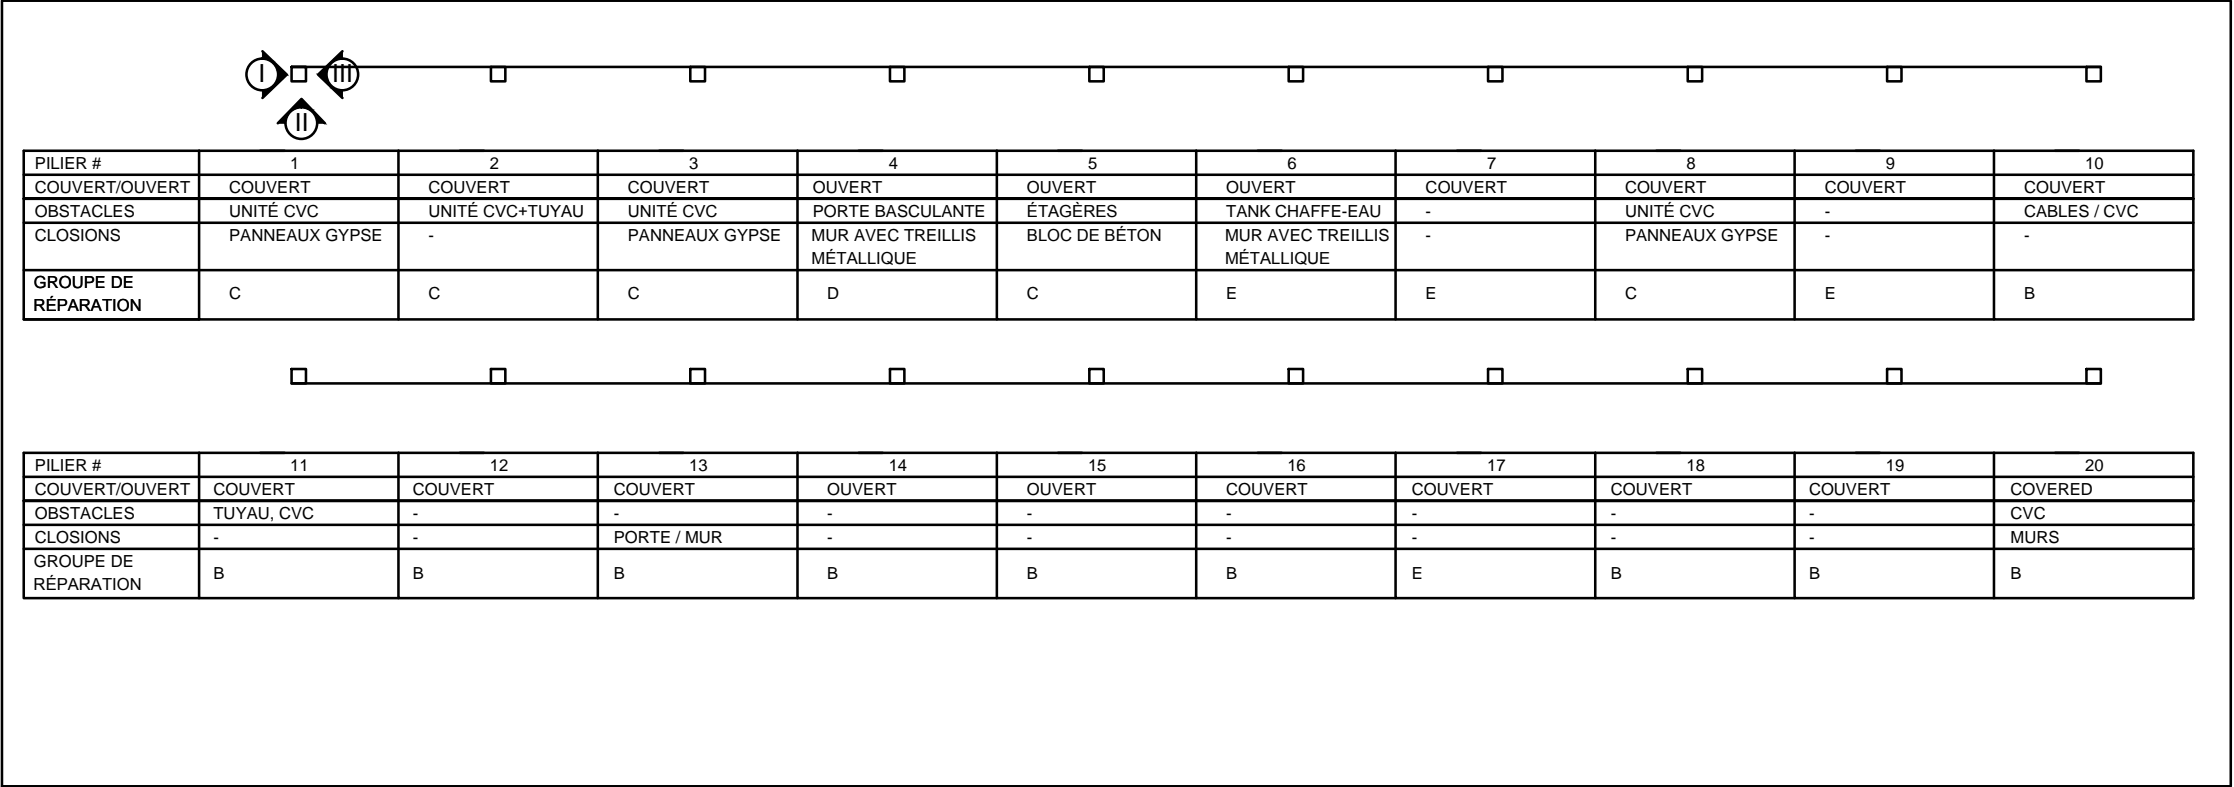 I III
II
PILIER # 1 2 3 4 5 6 7 8 9 10
COUVERT/OUVERT COUVERT COUVERT COUVERT OUVERT OUVERT OUVERT COUVERT COUVERT COUVERT COUVERT
OBSTACLES UNITÉ CVC UNITÉ CVC+TUYAU UNITÉ CVC PORTE BASCULANTE ÉTAGÈRES TANK CHAFFE-EAU - UNITÉ CVC - CABLES / CVC
CLOSIONS PANNEAUX GYPSE - PANNEAUX GYPSE MUR AVEC TREILLIS BLOC DE BÉTON MUR AVEC TREILLIS - PANNEAUX GYPSE - -
MÉTALLIQUE MÉTALLIQUE
GROUPE DE
RÉPARATION C C C D C E E C E B
PILIER # 11 12 13 14 15 16 17 18 19 20
COUVERT/OUVERT COUVERT COUVERT COUVERT OUVERT OUVERT COUVERT COUVERT COUVERT COUVERT COVERED
OBSTACLES TUYAU, CVC - - - - - - - - CVC
CLOSIONS - - PORTE / MUR - - - - - - MURS
GROUPE DE
RÉPARATION B B B B B B E B B B